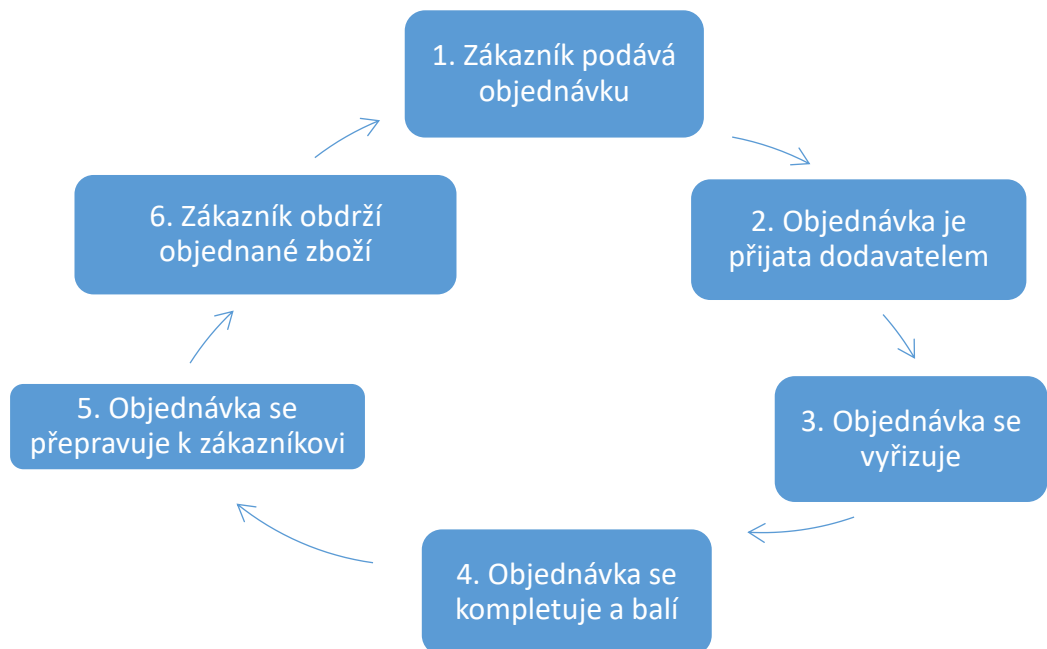 1. Zákazník podává
objednávku
2. Objednávka je
přijata dodavatelem
3. Objednávka se
vyřizuje
4. Objednávka se
kompletuje a balí
5. Objednávka se
přepravuje k zákazníkovi
6. Zákazník obdrží
objednané zboží